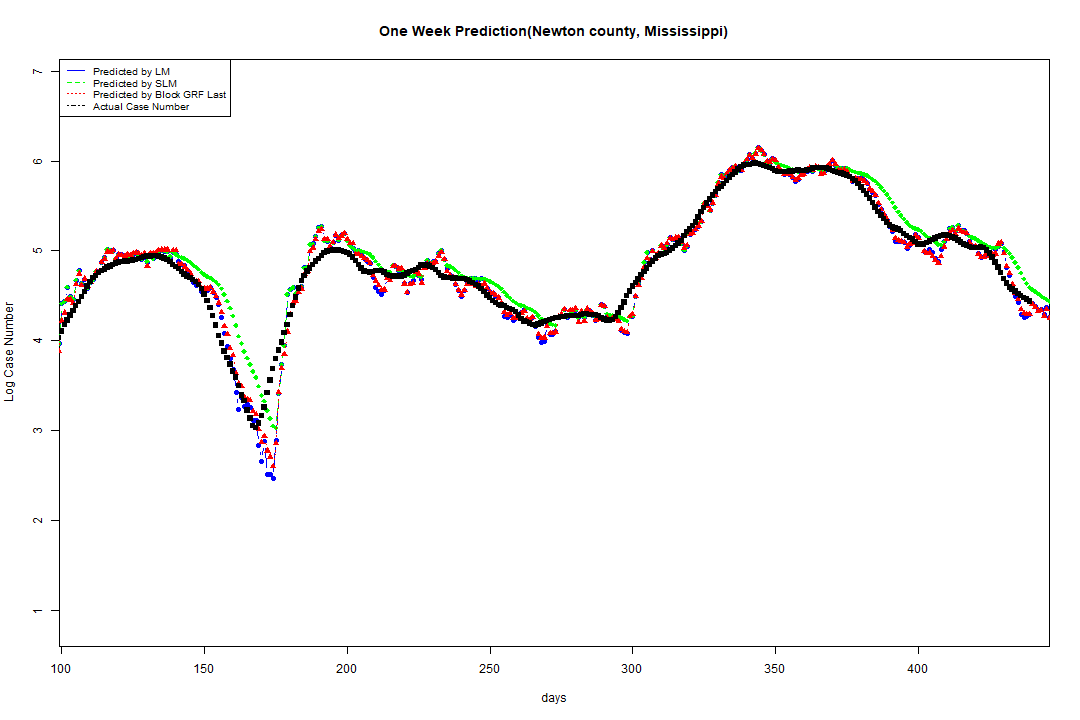 One Week Prediction(Newton county, Mississippi)
Predicted by LM
Predicted by SLM
Predicted by Block GRF Last
Actual Case Number
7
6
5
4
3
2
1
Log Case Number
100 150 200 250 300 350 400
days